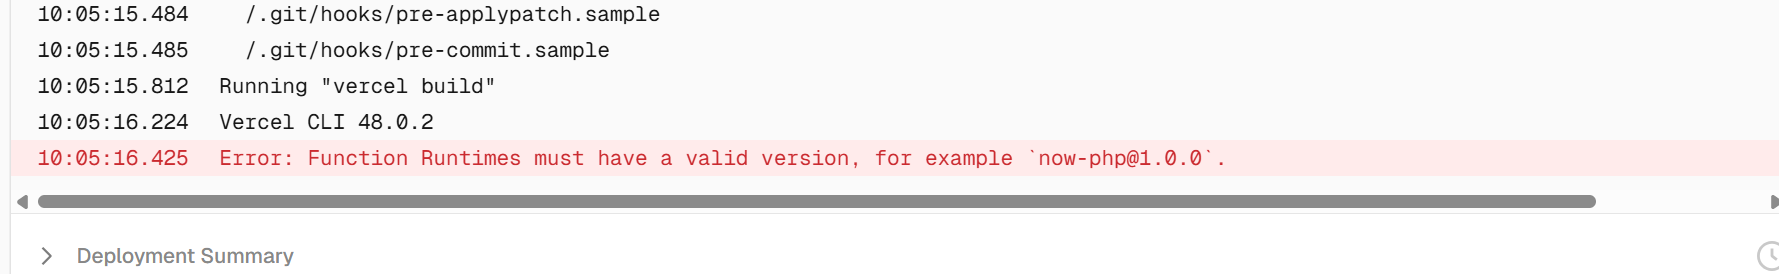 10:05:15.484 /.git/hooks/pre-applypatch.sample
10:05:15.485 /.git/hooks/pre-commit.sample
10:05:15.812 Running "vercel build"
10:05:16.224 Vercel CLI 48.0.2
10:05:16.425 Error: Function Runtimes must have a valid version, for example `now-php@1.0.0`.
Deployment Summary